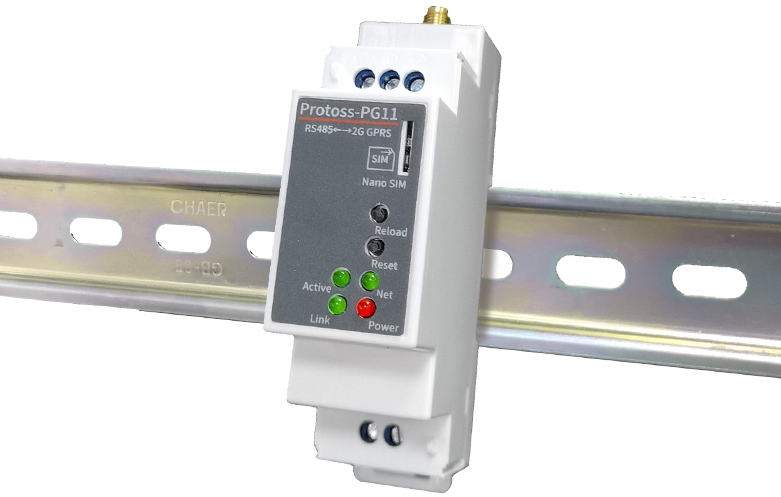 Protoss-PG11
RS485←→2G GPRS
SIM
Nano SIM
Reload
Reset
Active
Net
Link
Power
CHAER